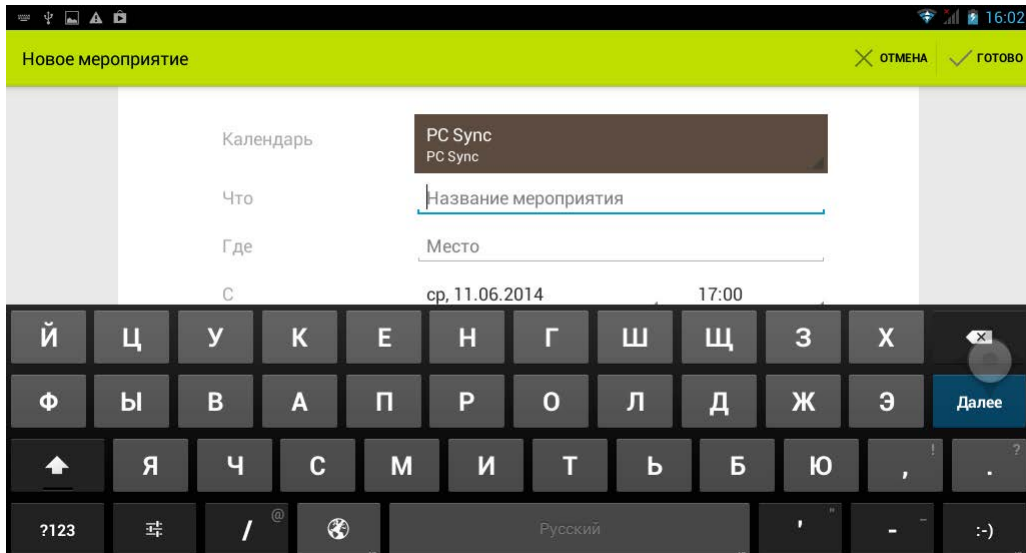 16:02
Новое мероприятие ОТМЕНА ГОТОВО
Календарь PC Sync
PC Sync
Что Название мероприятия
Где Место
С ср, 11.06.2014 17:00
Й Ц У К Е Н Г Ш Щ З Х
Ф Ы В А П Р О Л Д Ж Э Далее
Я Ч С М И Т Ь Б Ю , ! . ?
?123 / @ Русский ' " - _ :-)